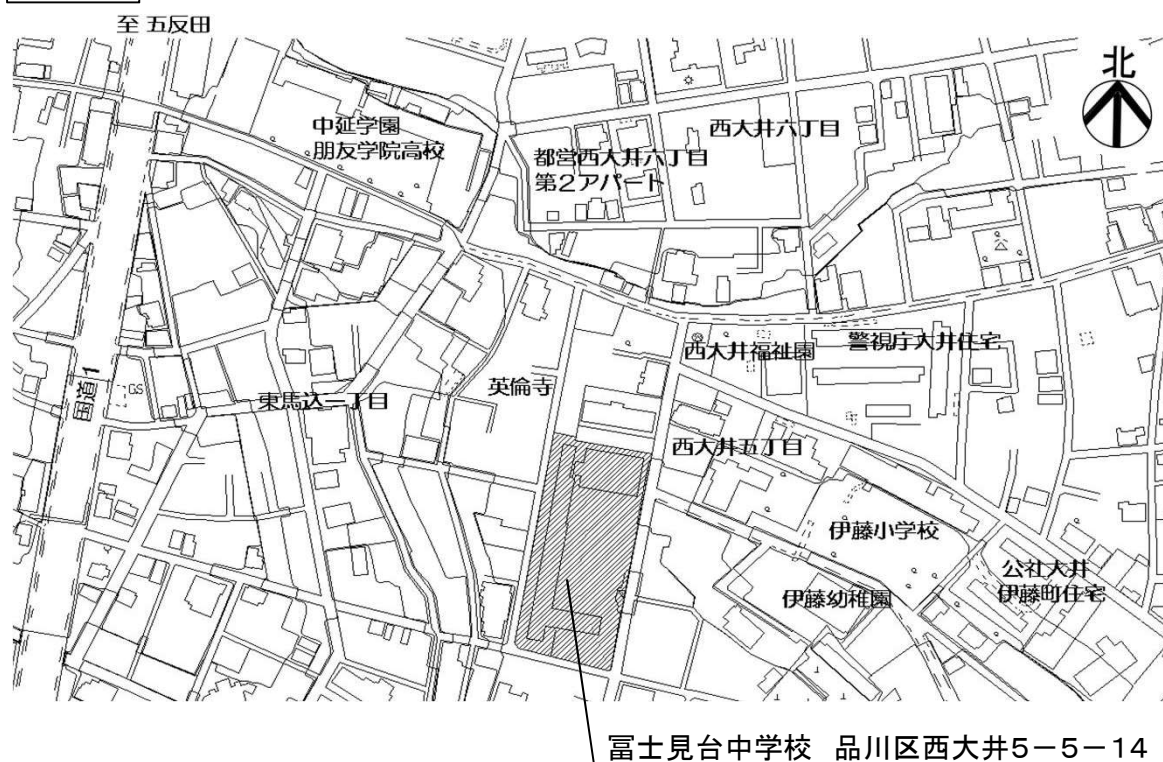 至 五反田
北
中延学園
朋友学院高校
西大井六丁目
都営西大井六丁目
第2アパート
西大井福祉園
警視庁大井住宅
国道1
GS
東馬込一丁目
英倫寺
西大井五丁目
伊藤小学校
伊藤幼稚園
公社大井
伊藤町住宅
冨士見台中学校 品川区西大井5-5-14